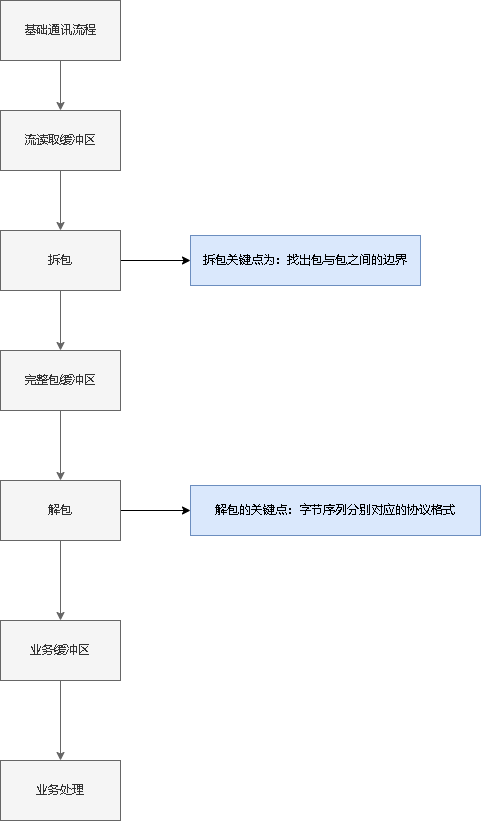 基础通讯流程
流读取缓冲区
拆包
拆包关键点为：找出包与包之间的边界
完整包缓冲区
解包
解包的关键点：字节序列分别对应的协议格式
业务缓冲区
业务处理